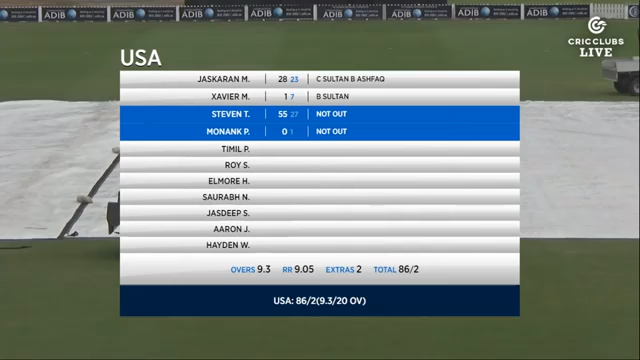 ADIB ADIB ADIB ADIB ADIB ADIB ADIB
CRICCLUBS
LIVE
USA
JASKARAN M. 28 23 C SULTAN B ASHFAQ
XAVIER M. 1 7 B SULTAN
STEVEN T. 55 27 NOT OUT
MONANK P. 0 1 NOT OUT
TIMIL P.
ROY S.
ELMORE H.
SAURABH N.
JASDEEP S.
AARON J.
HAYDEN W.
OVERS 9.3 RR 9.05 EXTRAS 2 TOTAL 86/2
USA: 86/2(9.3/20 OV)